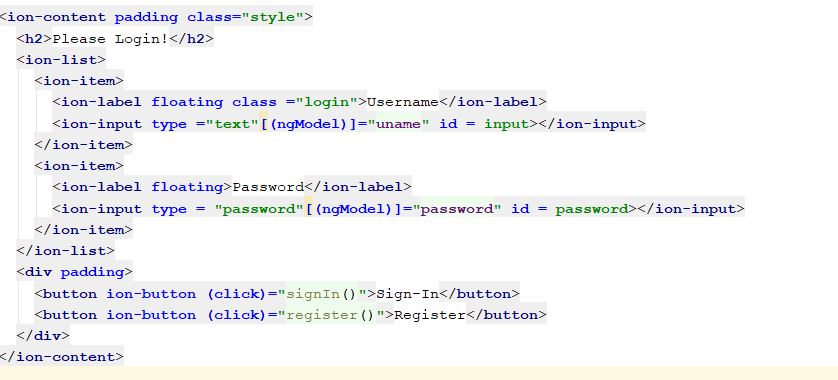 <ion-content padding class="style">
<h2>Please Login!</h2>
<ion-list>
<ion-item>
<ion-label floating class ="login">Username</ion-label>
<ion-input type ="text"[(ngModel)]="uname" id = input></ion-input>
</ion-item>
<ion-item>
<ion-label floating>Password</ion-label>
<ion-input type = "password"[(ngModel)]="password" id = password></ion-input>
</ion-item>
</ion-list>
<div padding>
<button ion-button (click)="signIn()">Sign-In</button>
<button ion-button (click)="register()">Register</button>
</div>
</ion-content>